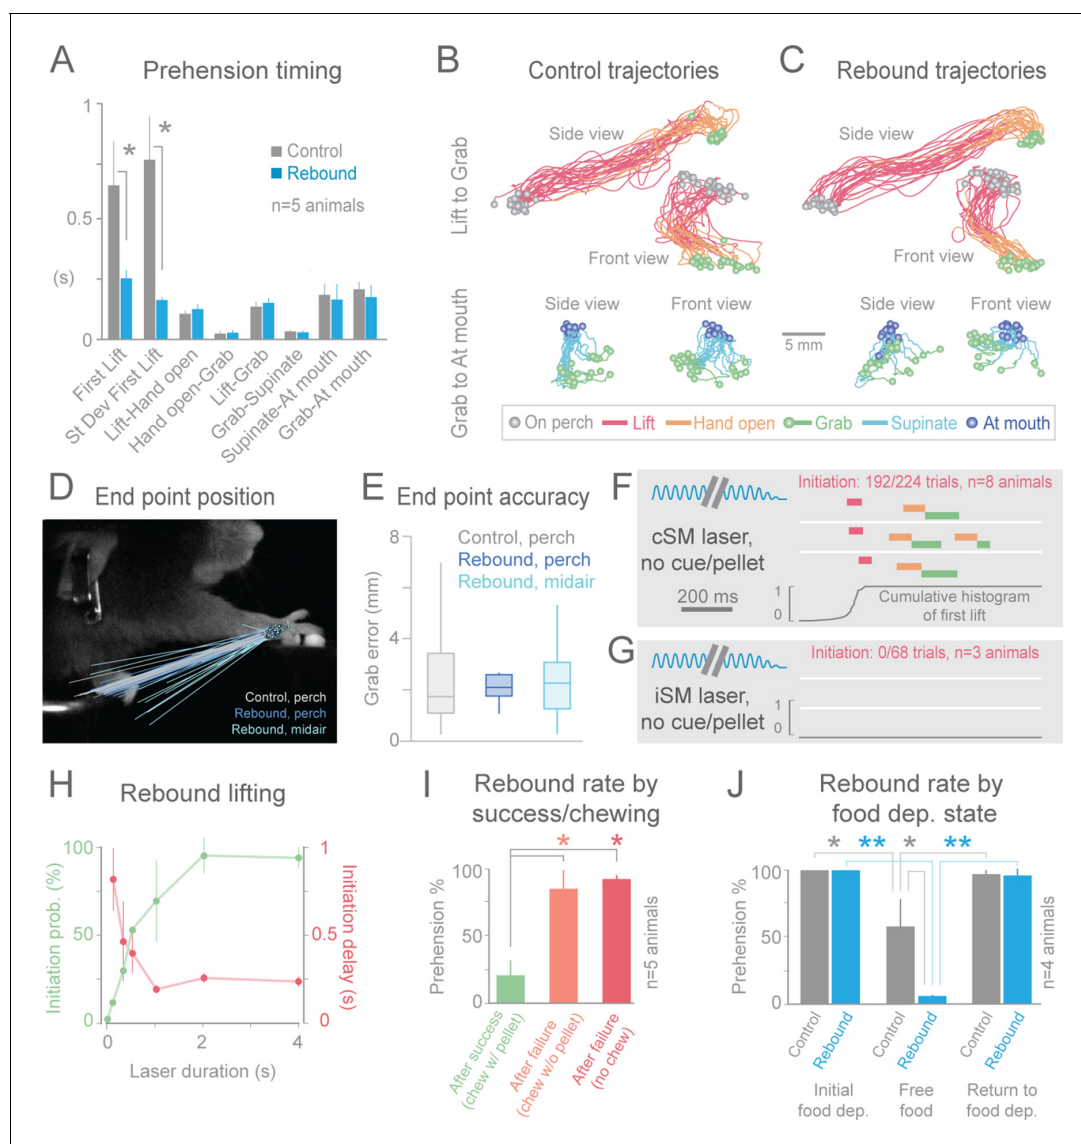 A
Prehension timing
1
0.5
(s)
0
*
*
Control
Rebound
n=5 animals
First Lift
St Dev First Lift
Lift-Hand open
Hand open-Grab
Lift-Grab
Grab-Supinate
Supinate-At mouth
Grab-At mouth
B
Control trajectories
C
Rebound trajectories
Lift to Grab
Side view
Front view
Side view
Front view
Grab to At mouth
Side view
Front view
5 mm
Side view
Front view
On perch
Lift
Hand open
Grab
Supinate
At mouth
D
End point position
Control, perch
Rebound, perch
Rebound, midair
E
End point accuracy
Grab error (mm)
8
4
0
Control, perch
Rebound, perch
Rebound, midair
F
Initiation: 192/224 trials, n=8 animals
cSM laser,
no cue/pellet
200 ms
1
0
Cumulative histogram
of first lift
G
Initiation: 0/68 trials, n=3 animals
iSM laser,
no cue/pellet
1
0
H
Rebound lifting
Initiation prob. (%)
100
50
0
1
0.5
0
Initiation delay (s)
0
2
4
Laser duration (s)
I
Rebound rate by
success/chewing
*
*
Prehension %
100
50
0
n=5 animals
After success
(chew w/ pellet)
After failure
(chew w/o pellet)
After failure
(no chew)
J
Rebound rate by
food dep. state
* ** * **
Prehension %
100
50
0
n=4 animals
Control
Rebound
Control
Rebound
Control
Rebound
Initial
food dep.
Free
food
Return to
food dep.